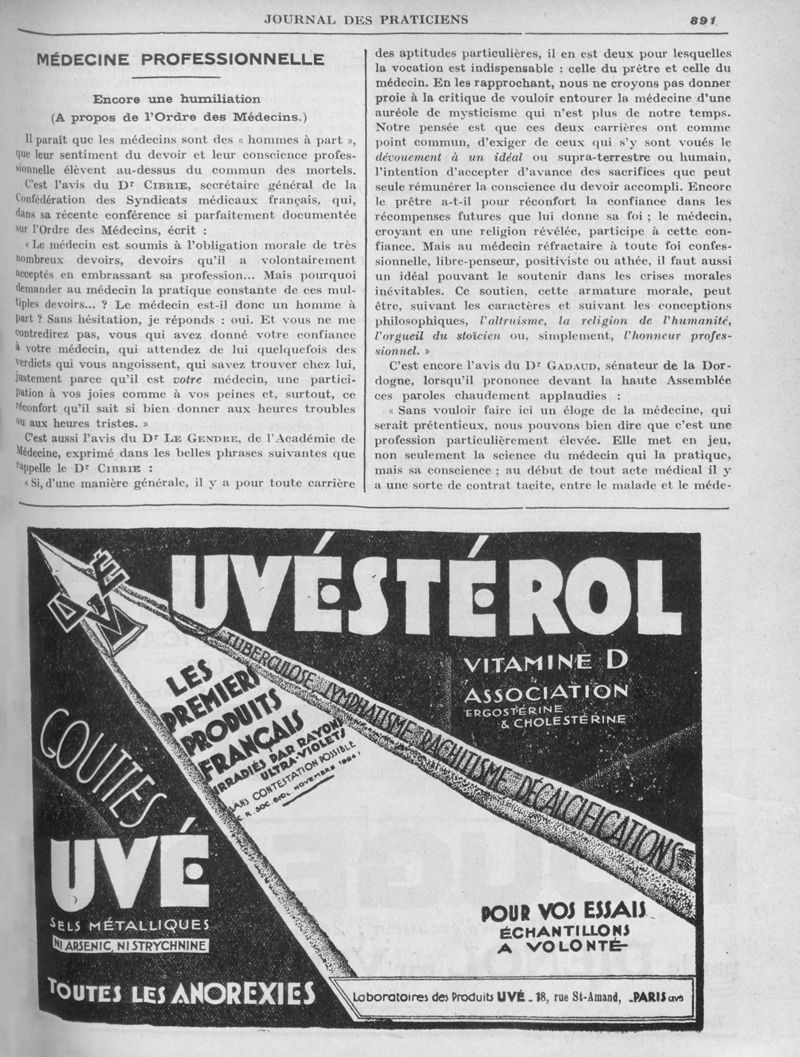 JOURNAL DES PRATICIENS
891
MÉDECINE PROFESSIONNELLE
Encore une humiliation
(A propos de l'Ordre des Médecins.)
Il paraît que les médecins sont des « hommes à part »,
que leur sentiment du devoir et leur conscience profes-
sionnelle élèvent au-dessus du commun des mortels.
C'est l'avis du Dr CIBRIE, secrétaire général de la
Confédération des Syndicats médicaux français, qui,
dans sa récente conférence si parfaitement documentée
sur l'Ordre des Médecins, écrit :
« Le médecin est soumis à l'obligation morale de très
nombreux devoirs, devoirs qu'il a volontairement
acceptés en embrassant sa profession... Mais pourquoi
demander au médecin la pratique constante de ces mul-
tiples devoirs... ? Le médecin est-il donc un homme à
part ? Sans hésitation, je réponds : oui. Et vous ne me
contredirez pas, vous qui avez donné votre confiance
à votre médecin, qui attendez de lui quelquefois des
verdicts qui vous angoissent, qui savez trouver chez lui,
justement parce qu'il est votre médecin, une partici-
pation à vos joies comme à vos peines et, surtout, ce
réconfort qu'il sait si bien donner aux heures troubles
ou aux heures tristes. »
C'est aussi l'avis du Dr LE GENDRE, de l'Académie de
Médecine, exprimé dans les belles phrases suivantes que
rappelle le Dr CIBRIE :
« Si, d'une manière générale, il y a pour toute carrière
des aptitudes particulières, il en est deux pour lesquelles
la vocation est indispensable : celle du prêtre et celle du
médecin. En les rapprochant, nous ne croyons pas donner
proie à la critique de vouloir entourer la médecine d'une
auréole de mysticisme qui n'est plus de notre temps.
Notre pensée est que ces deux carrières ont comme
point commun, d'exiger de ceux qui s'y sont voués le
dévouement à un idéal ou supra-terrestre ou humain,
l'intention d'accepter d'avance des sacrifices que peut
seule rémunérer la conscience du devoir accompli. Encore
le prêtre a-t-il pour réconfort la confiance dans les
récompenses futures que lui donne sa foi ; le médecin,
croyant en une religion révélée, participe à cette con-
fiance. Mais au médecin réfractaire à toute foi confes-
sionnelle, libre-penseur, positiviste ou athée, il faut aussi
un idéal pouvant le soutenir dans les crises morales
inévitables. Ce soutien, cette armature morale, peut
être, suivant les caractères et suivant les conceptions
philosophiques, l'altruisme, la religion de l'humanité,
l'orgueil du stoïcien ou, simplement, l'honneur profes-
sionnel. »
C'est encore l'avis du Dr GADAUD, sénateur de la Dor-
dogne, lorsqu'il prononce devant la haute Assemblée
ces paroles chaudement applaudies :
« Sans vouloir faire ici un éloge de la médecine, qui
serait prétentieux, nous pouvons bien dire que c'est une
profession particulièrement élevée. Elle met en jeu,
non seulement la science du médecin qui la pratique,
mais sa conscience ; au début de tout acte médical il y
a une sorte de contrat tacite, entre le malade et le méde-
UVÉSTÉROL
VITAMINE D
ASSOCIATION
ERGOSTÉRINE
& CHOLESTÉRINE
TUBERCULOSE LYMPHATISME RACHITISME DÉCALCIFICATIONS
LES
PREMIERS
PRODUITS
FRANÇAIS
IRRADIÉS PAR RAYONS
ULTRA-VIOLETS
SANS CONTESTATION POSSIBLE
C. R. SOC. BIOL. NOVEMBRE
GOUTTES
UVÉ
SELS MÉTALLIQUES
NI ARSENIC, NI STRYCHNINE
TOUTES LES ANOREXIES
POUR VOS ESSAIS
ÉCHANTILLONS
A VOLONTÉ
Laboratoires des Produits UVÉ - 18, rue St-Amand, - PARIS (XVe)